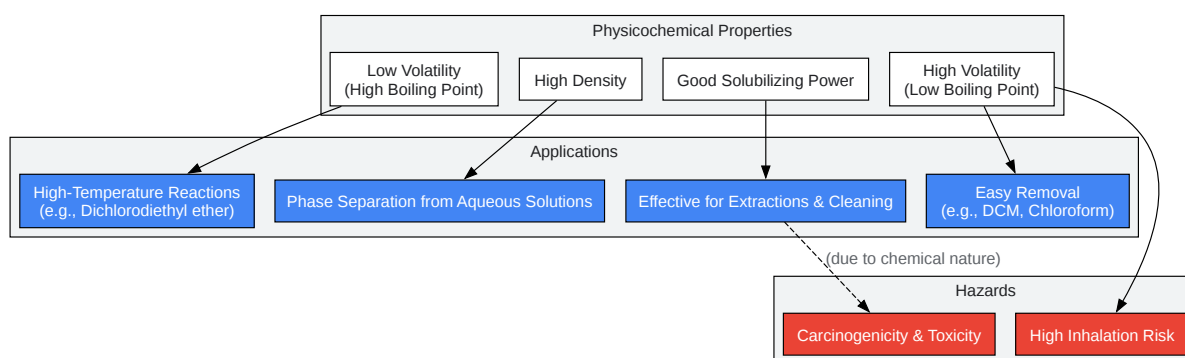 Physicochemical Properties
Low Volatility
(High Boiling Point)
High Density
Good Solubilizing Power
High Volatility
(Low Boiling Point)
Applications
High-Temperature Reactions
(e.g., Dichlorodiethyl ether)
Phase Separation from Aqueous Solutions
Effective for Extractions & Cleaning
Easy Removal
(e.g., DCM, Chloroform)
(due to chemical nature)
Hazards
Carcinogenicity & Toxicity
High Inhalation Risk